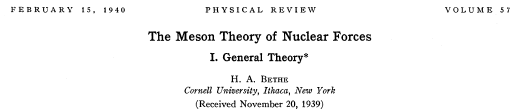 FEBRUARY 15, 1940 PHYSICAL REVIEW VOLUME 57
The Meson Theory of Nuclear Forces
I. General Theory*
H. A. BETHE
Cornell University, Ithaca, New York
(Received November 20, 1939)